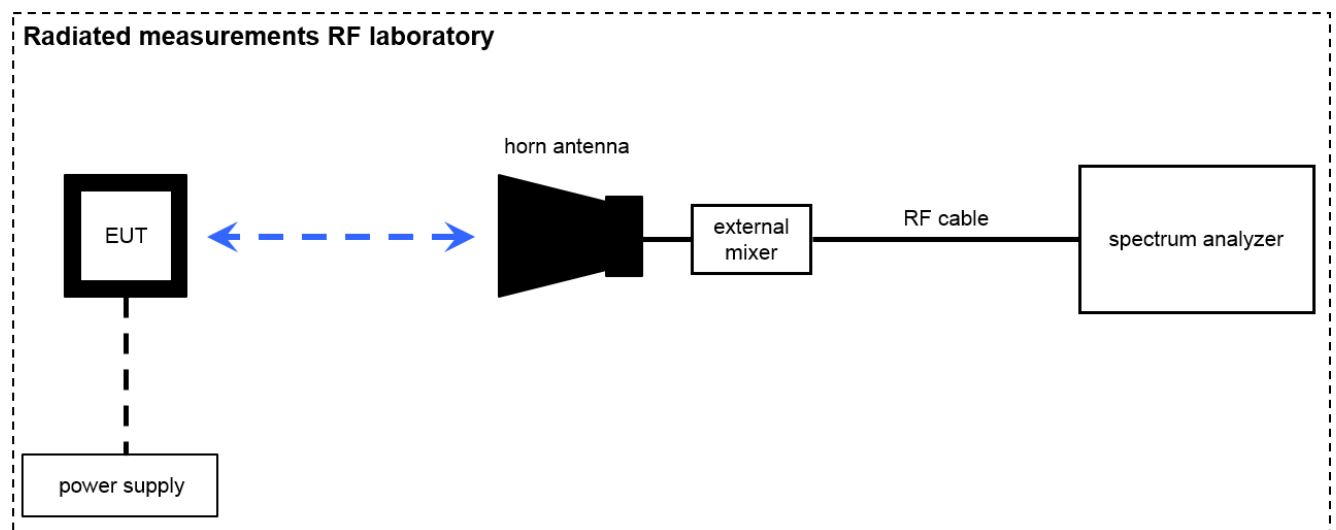 Radiated measurements RF laboratory
horn antenna
EUT
external
mixer
RF cable
spectrum analyzer
power supply